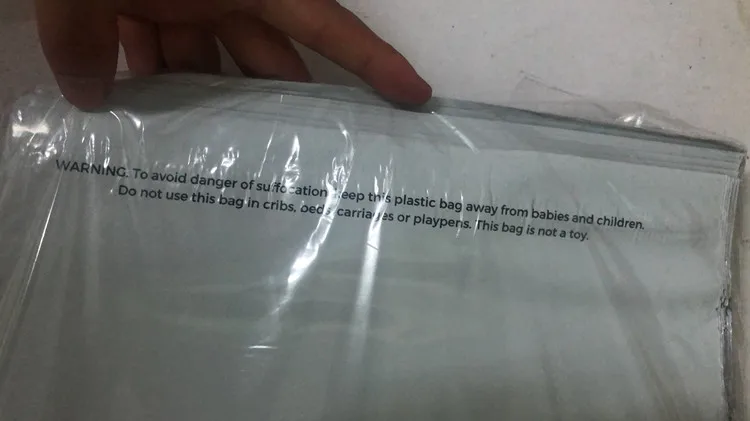 WARNING. To avoid danger of suffocation keep this plastic bag away from babies and children.
Do not use this bag in cribs, beds, carriages or playpens. This bag is not a toy.